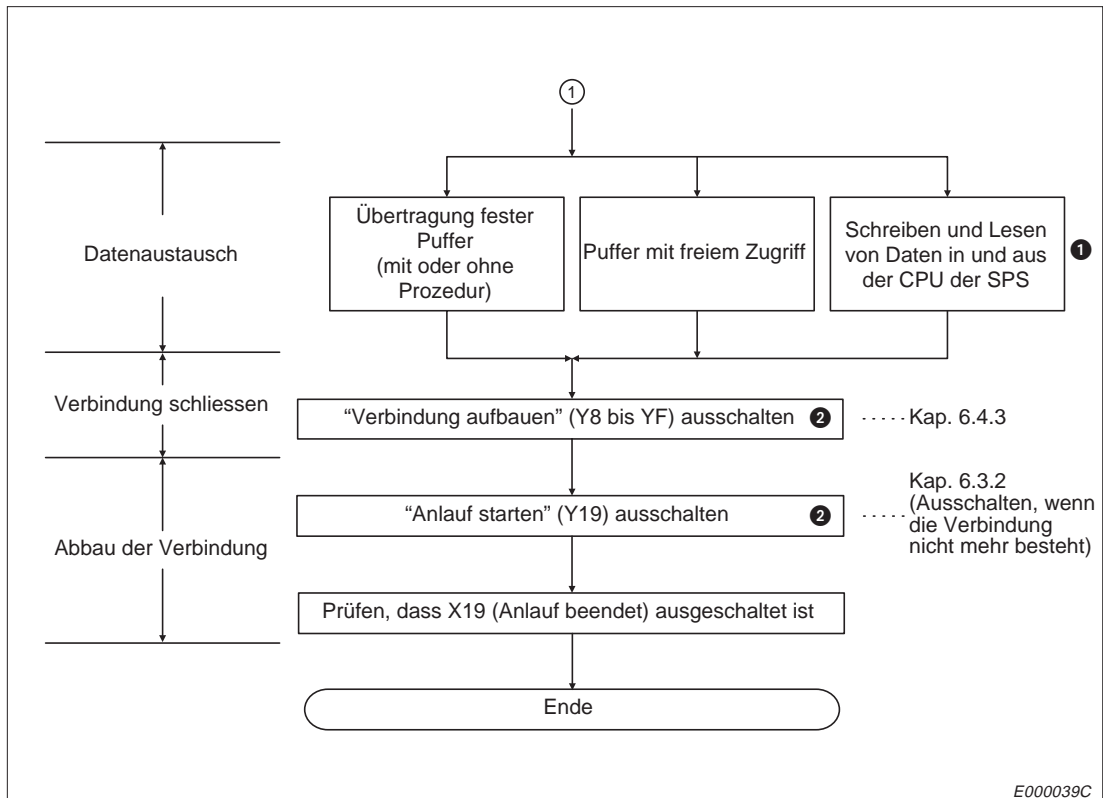 ①
Datenaustausch
Übertragung fester
Puffer
(mit oder ohne
Prozedur)
Puffer mit freiem Zugriff
Schreiben und Lesen
von Daten in und aus
der CPU der SPS
❶
Verbindung schliessen
“Verbindung aufbauen” (Y8 bis YF) ausschalten ❷
Kap. 6.4.3
Abbau der Verbindung
“Anlauf starten” (Y19) ausschalten ❷
Kap. 6.3.2
(Ausschalten, wenn
die Verbindung
nicht mehr besteht)
Prüfen, dass X19 (Anlauf beendet) ausgeschaltet ist
Ende
E000039C